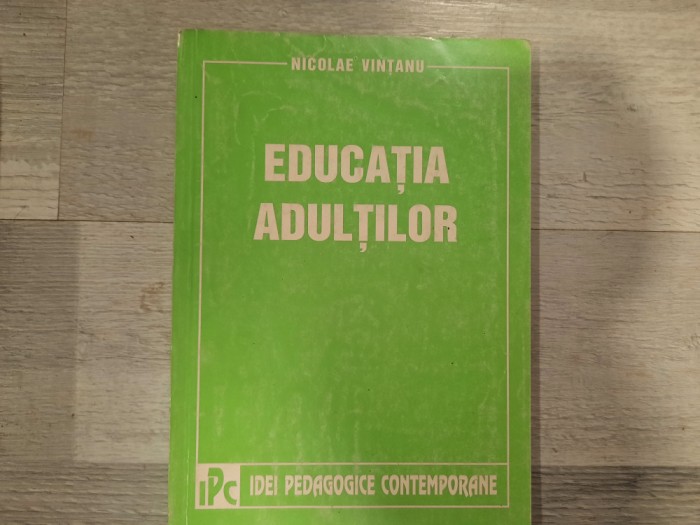 NICOLAE VINȚANU
EDUCAȚIA
ADULȚILOR
iPC IDEI PEDAGOGICE CONTEMPORANE